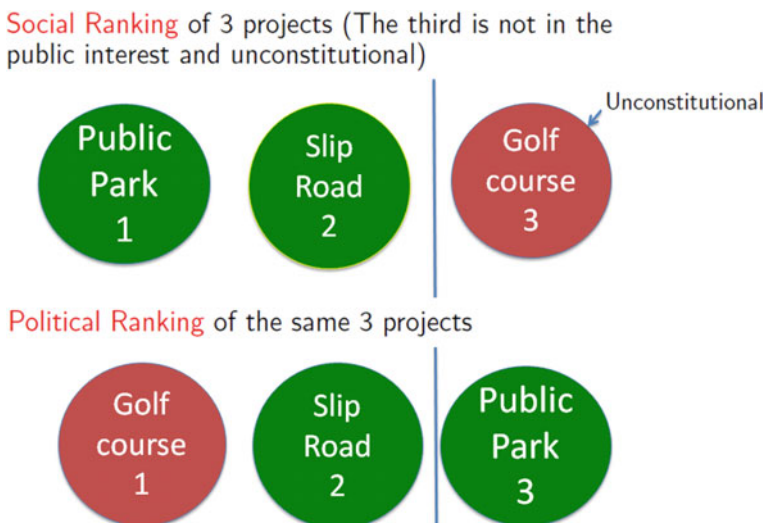 Social Ranking of 3 projects (The third is not in the
public interest and unconstitutional)
Unconstitutional
Public
Park
1
Slip
Road
2
Golf
course
3
Political Ranking of the same 3 projects
Golf
course
1
Slip
Road
2
Public
Park
3